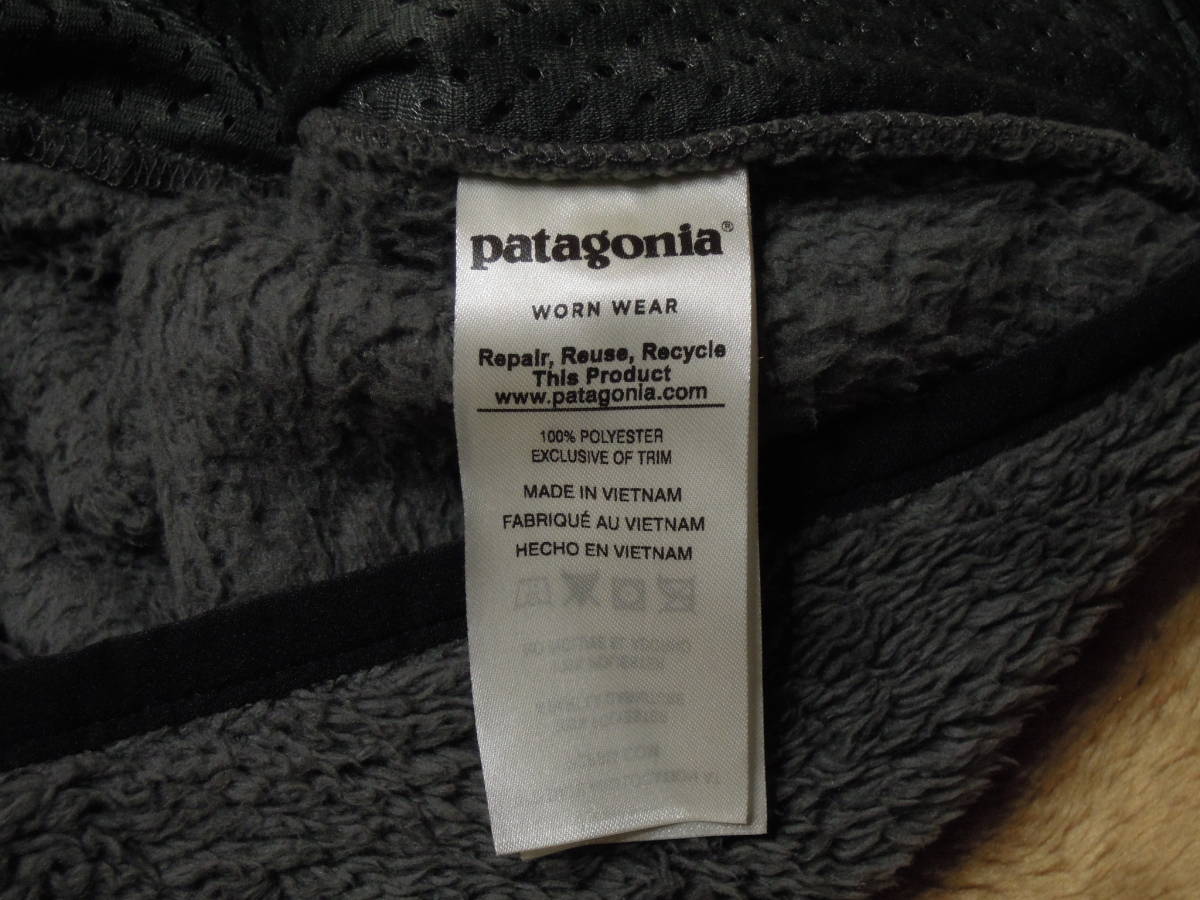 patagonia®
WORN WEAR
Repair, Reuse, Recycle
This Product
www.patagonia.com
100% POLYESTER
EXCLUSIVE OF TRIM
MADE IN VIETNAM
FABRIQUÉ AU VIETNAM
HECHO EN VIETNAM